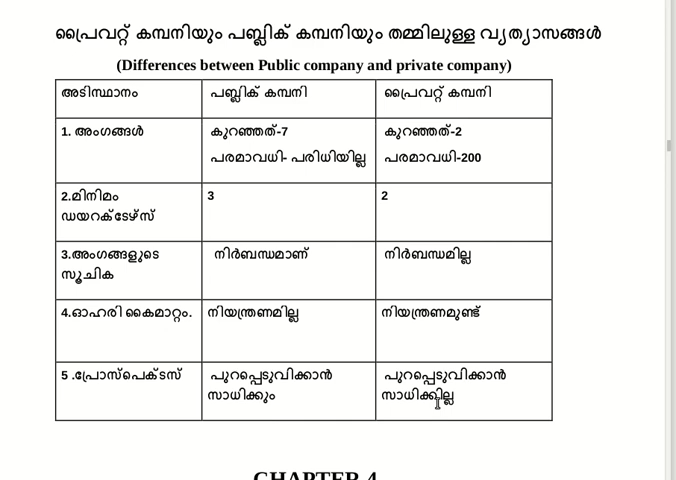 പ്രൈവറ്റ് കമ്പനിയും പബ്ലിക് കമ്പനിയും തമ്മിലുള്ള വ്യത്യാസങ്ങൾ
(Differences between Public company and private company)
അടിസ്ഥാനം പബ്ലിക് കമ്പനി പ്രൈവറ്റ് കമ്പനി
1. അംഗങ്ങൾ കുറഞ്ഞത്-7 കുറഞ്ഞത്-2
പരമാവധി- പരിധിയില്ല പരമാവധി-200
2.മിനിമം 3 2
ഡയറക്ടേഴ്സ്
3.അംഗങ്ങളുടെ നിർബന്ധമാണ് നിർബന്ധമില്ല
സൂചിക
4.ഓഹരി കൈമാറ്റം. നിയന്ത്രണമില്ല നിയന്ത്രണമുണ്ട്
5 .പ്രോസ്പെക്ടസ് പുറപ്പെടുവിക്കാൻ പുറപ്പെടുവിക്കാൻ
സാധിക്കും സാധിക്കില്ല
CHAPTER 4